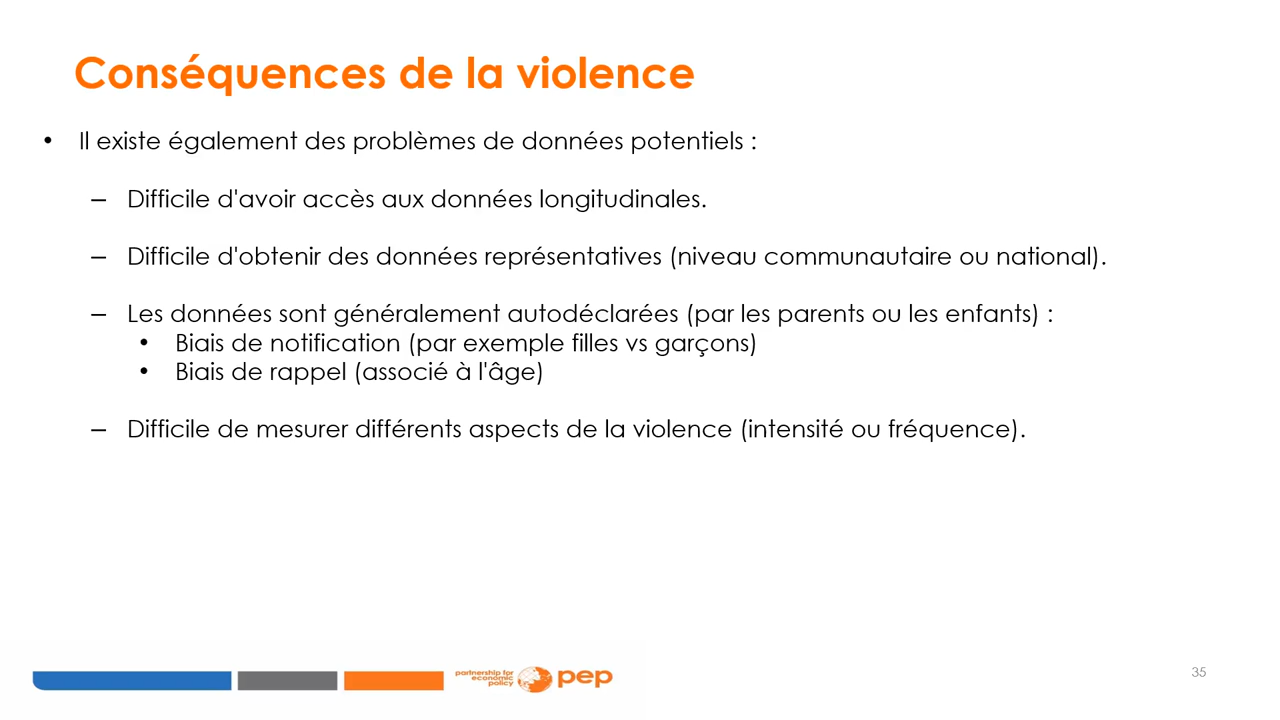 Conséquences de la violence
• Il existe également des problèmes de données potentiels :
– Difficile d'avoir accès aux données longitudinales.
– Difficile d'obtenir des données représentatives (niveau communautaire ou national).
– Les données sont généralement autodéclarées (par les parents ou les enfants) :
• Biais de notification (par exemple filles vs garçons)
• Biais de rappel (associé à l'âge)
– Difficile de mesurer différents aspects de la violence (intensité ou fréquence).
partnership for
economic
policy
pep
35